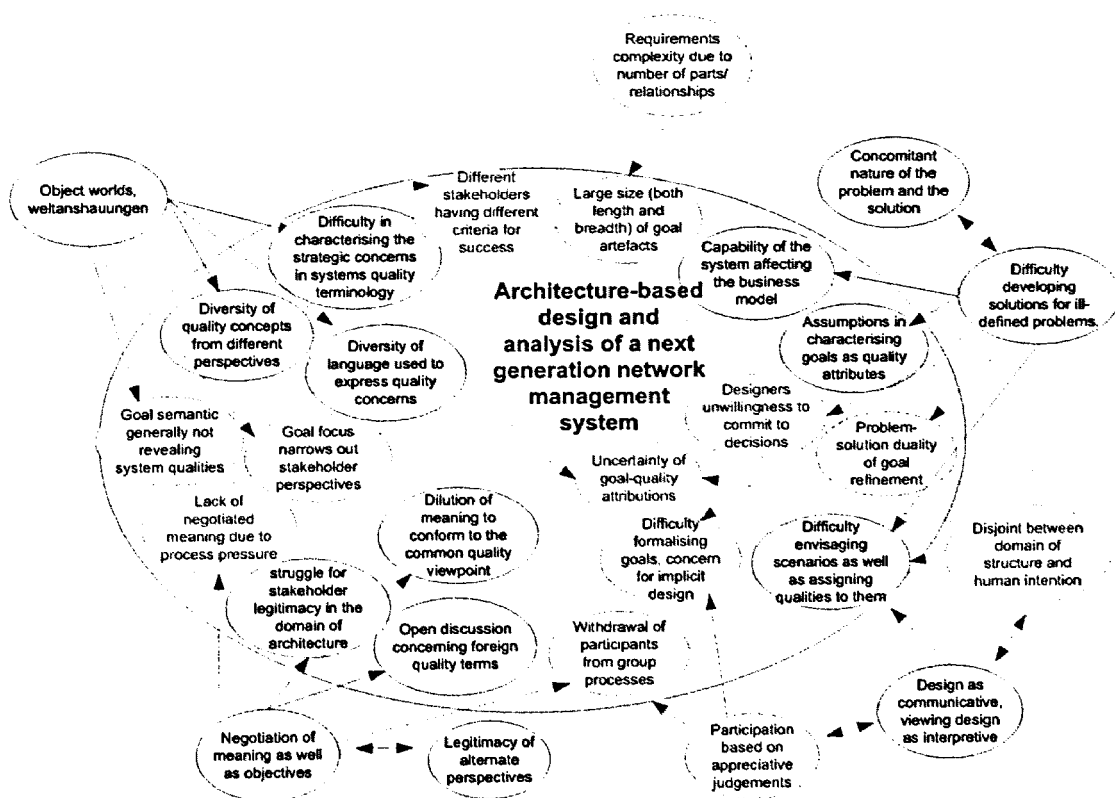 Requirements
complexity due to
number of parts/
relationships
Object worlds,
weltanshauungen
Concomitant
nature of the
problem and the
solution
Different
stakeholders
having different
criteria for
success
Large size (both
length and
breadth) of goal
artefacts
Difficulty in
characterising the
strategic concerns
in systems quality
terminology
Capability of the
system affecting
the business
model
Difficulty
developing
solutions for ill-
defined problems.
Architecture-based
design and
analysis of a next
generation network
management
system
Diversity of
quality concepts
from different
perspectives
Diversity of
language used to
express quality
concerns
Assumptions in
characterising
goals as quality
attributes
Designers
unwillingness to
commit to
decisions
Problem-
solution duality
of goal
refinement
Goal semantic
generally not
revealing
system qualities
Goal focus
narrows out
stakeholder
perspectives
Uncertainty of
goal-quality
attributions
Lack of
negotiated
meaning due to
process pressure
Dilution of
meaning to
conform to the
common quality
viewpoint
Difficulty
formalising
goals, concern
for implicit
design
Difficulty
envisaging
scenarios as well
as assigning
qualities to them
Disjoint between
domain of
structure and
human intention
struggle for
stakeholder
legitimacy in the
domain of
architecture
Open discussion
concerning foreign
quality terms
Withdrawal of
participants
from group
processes
Design as
communicative,
viewing design
as interpretive
Negotiation of
meaning as well
as objectives
Legitimacy of
alternate
perspectives
Participation
based on
appreciative
judgements